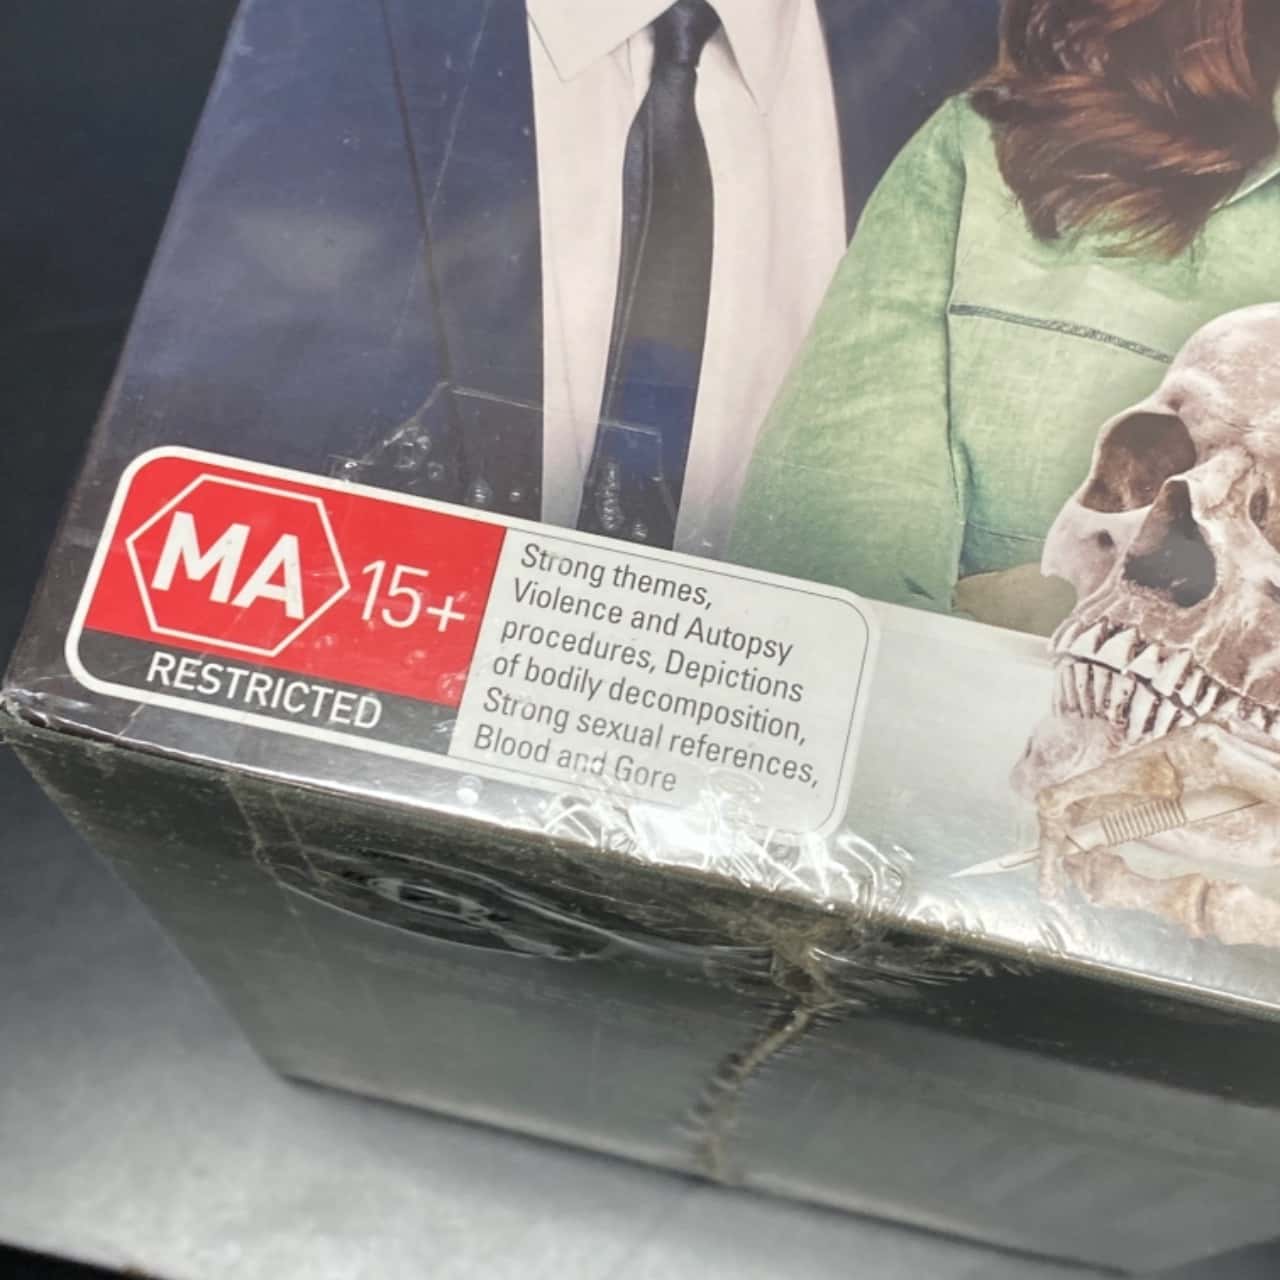 MA 15+
RESTRICTED
Strong themes,
Violence and Autopsy
procedures, Depictions
of bodily decomposition,
Strong sexual references,
Blood and Gore